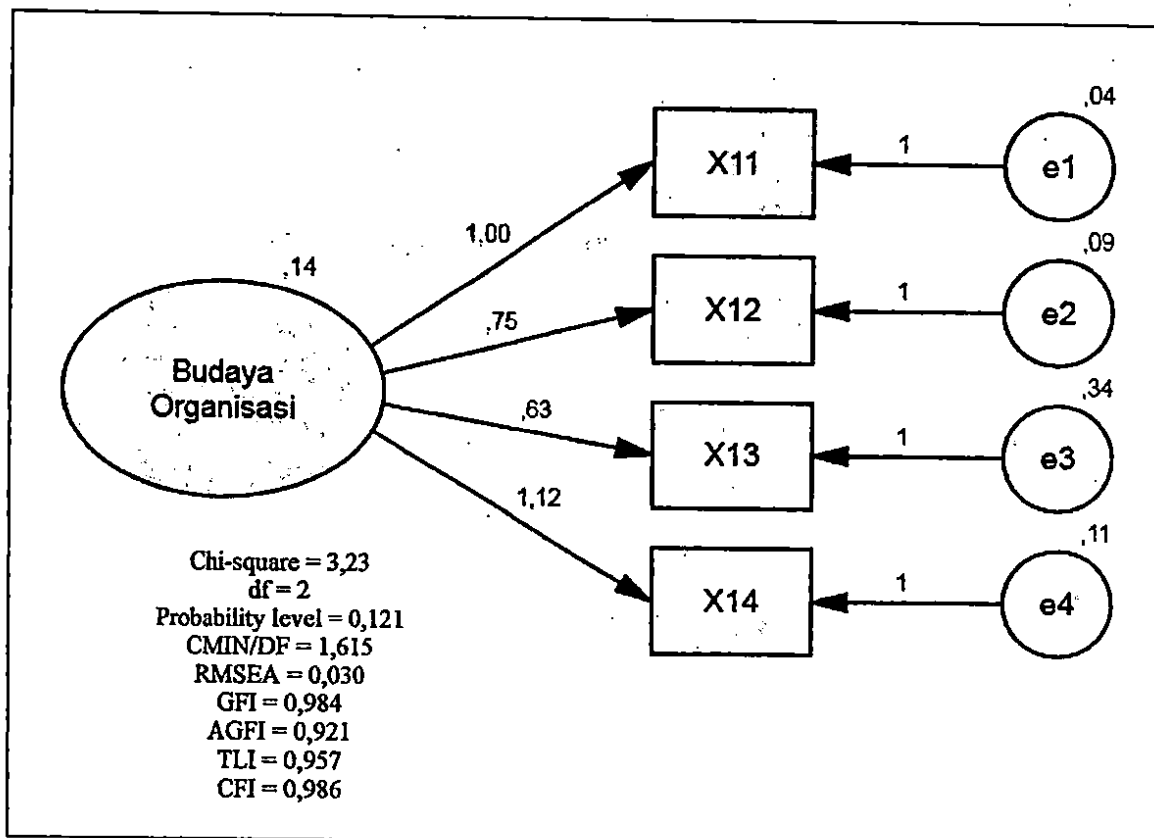 ,04
X11
1
e1
1,00
,14
,09
X12
1
e2
,75
Budaya
Organisasi
,34
,63
X13
1
e3
1,12
,11
X14
1
e4
Chi-square = 3,23
df = 2
Probability level = 0,121
CMIN/DF = 1,615
RMSEA = 0,030
GFI = 0,984
AGFI = 0,921
TLI = 0,957
CFI = 0,986